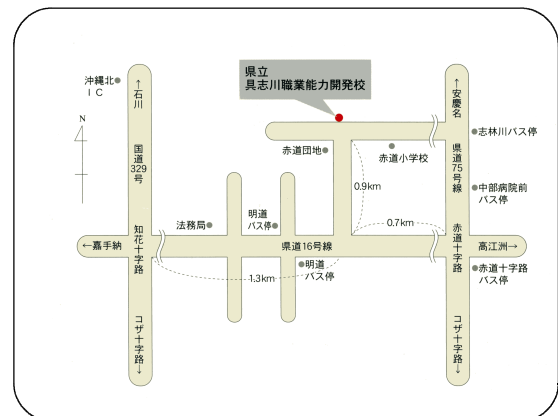 県立
具志川職業能力開発校
沖縄北
ＩＣ
←石川
国道329号
知花十字路
コザ十字路→
N
←安慶名
県道75号線
赤道十字路
コザ十字路→
志林川バス停
中部病院前
バス停
赤道団地
赤道小学校
0.9km
0.7km
法務局
明道
バス停
←嘉手納
県道16号線
高江洲→
1.3km
明道
バス停
赤道十字路
バス停